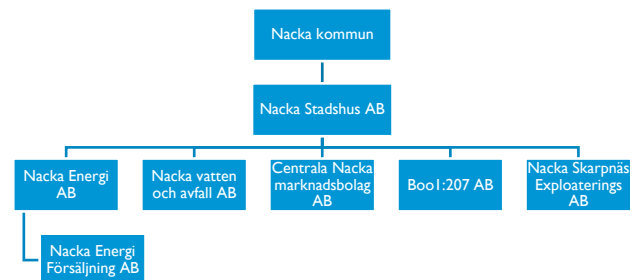 Nacka kommun
Nacka Stadshus AB
Nacka Energi
AB
Nacka vatten
och avfall AB
Centrala Nacka
marknadsbolag
AB
Boo1:207 AB
Nacka Skarpnäs
Exploaterings
AB
Nacka Energi
Försäljning AB